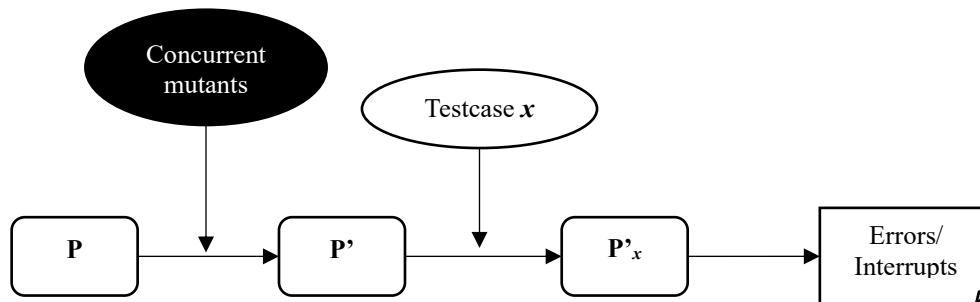 Concurrent
mutants
Testcase x
P
P’
P’x
Errors/
Interrupts